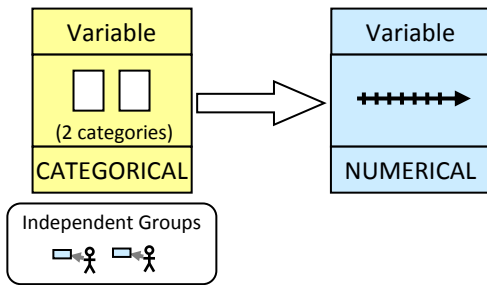 Variable
(2 categories)
CATEGORICAL
Independent Groups
Variable
NUMERICAL